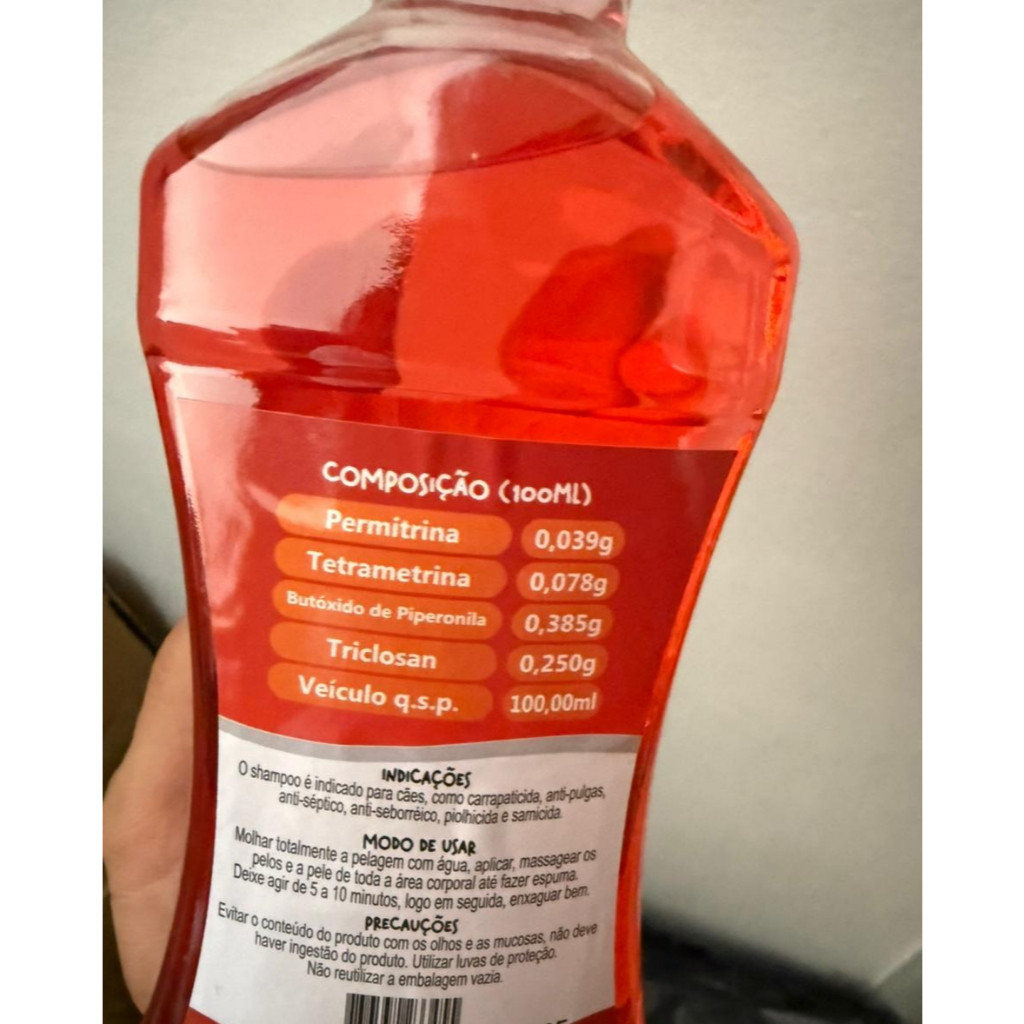 COMPOSIÇÃO (100ML)
Permitrina 0,039g
Tetrametrina 0,078g
Butóxido de Piperonila 0,385g
Triclosan 0,250g
Veículo q.s.p. 100,00ml
INDICAÇÕES
O shampoo é indicado para cães, como carrapaticida, anti-pulgas,
anti-séptico, anti-seborréico, piolhicida e sarnicida.
MODO DE USAR
Molhar totalmente a pelagem com água, aplicar, massagear os
pelos e a pele de toda a área corporal até fazer espuma.
Deixe agir de 5 a 10 minutos, logo em seguida, enxaguar bem.
PRECAUÇÕES
Evitar o conteúdo do produto com os olhos e as mucosas, não deve
haver ingestão do produto. Utilizar luvas de proteção.
Não reutilizar a embalagem vazia.